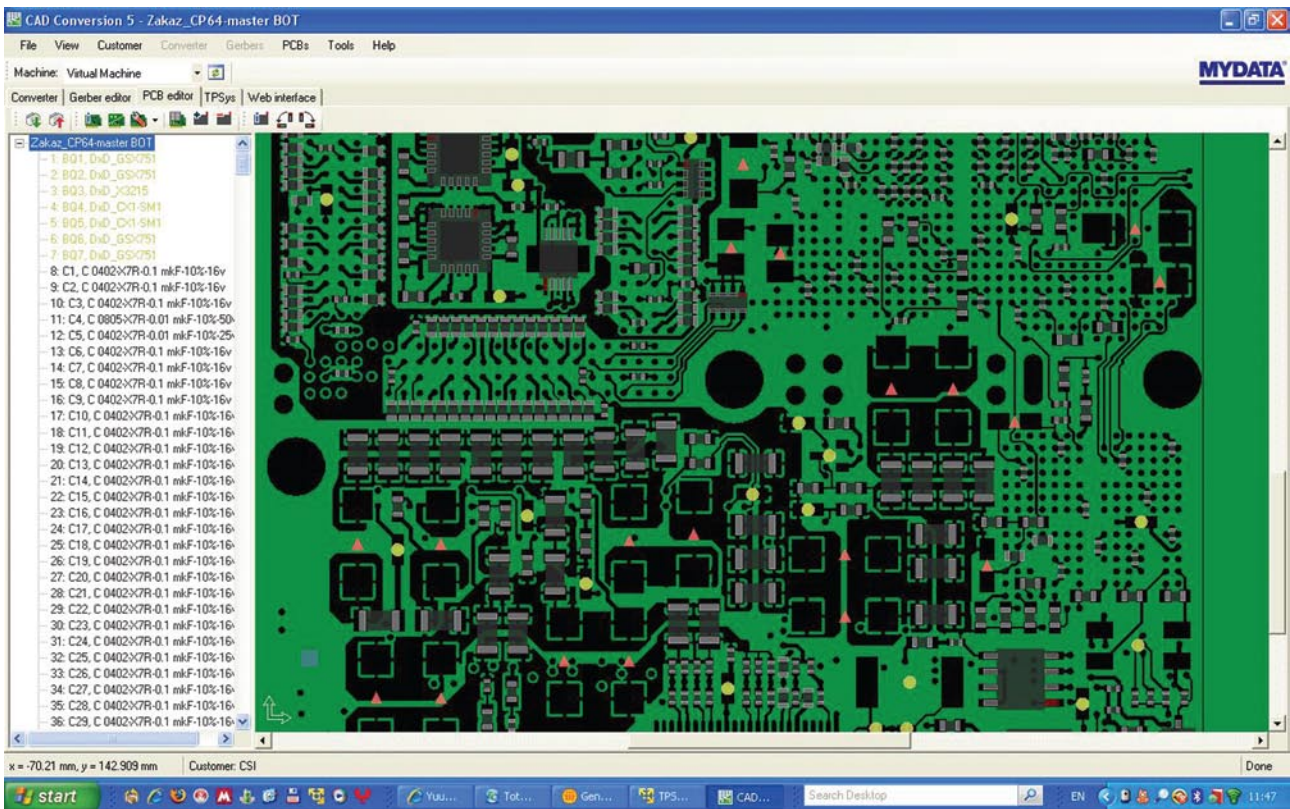 CAD Conversion 5 - Zakaz_CP64-master BOT
File View Customer Converter Gerbers PCBs Tools Help
Machine: Virtual Machine
MYDATA
Converter Gerber editor PCB editor TPSys Web interface
Zakaz_CP64-master BOT
1: BQ1, DxD_GSX751
2: BQ2, DxD_GSX751
3: BQ3, DxD_X3215
4: BQ4, DxD_CX1-SM1
5: BQ5, DxD_CX1-SM1
6: BQ6, DxD_GSX751
7: BQ7, DxD_GSX751
8: C1, C 0402-X7R-0.1 mkF-10%-16v
9: C2, C 0402-X7R-0.1 mkF-10%-16v
10: C3, C 0402-X7R-0.1 mkF-10%-16v
11: C4, C 0805-X7R-0.01 mkF-10%-50
12: C5, C 0402-X7R-0.01 mkF-10%-25
13: C6, C 0402-X7R-0.1 mkF-10%-16v
14: C7, C 0402-X7R-0.1 mkF-10%-16v
15: C8, C 0402-X7R-0.1 mkF-10%-16v
16: C9, C 0402-X7R-0.1 mkF-10%-16v
17: C10, C 0402-X7R-0.1 mkF-10%-16
18: C11, C 0402-X7R-0.1 mkF-10%-16
19: C12, C 0402-X7R-0.1 mkF-10%-16
20: C13, C 0402-X7R-0.1 mkF-10%-16
21: C14, C 0402-X7R-0.1 mkF-10%-16
22: C15, C 0402-X7R-0.1 mkF-10%-16
23: C16, C 0402-X7R-0.1 mkF-10%-16
24: C17, C 0402-X7R-0.1 mkF-10%-16
25: C18, C 0402-X7R-0.1 mkF-10%-16
26: C19, C 0402-X7R-0.1 mkF-10%-16
27: C20, C 0402-X7R-0.1 mkF-10%-16
28: C21, C 0402-X7R-0.1 mkF-10%-16
29: C22, C 0402-X7R-0.1 mkF-10%-16
30: C23, C 0402-X7R-0.1 mkF-10%-16
31: C24, C 0402-X7R-0.1 mkF-10%-16
32: C25, C 0402-X7R-0.1 mkF-10%-16
33: C26, C 0402-X7R-0.1 mkF-10%-16
34: C27, C 0402-X7R-0.1 mkF-10%-16
35: C28, C 0402-X7R-0.1 mkF-10%-16
36: C29, C 0402-X7R-0.1 mkF-10%-16
x = -70.21 mm, y = 142.909 mm Customer: CSI Done
start Yuu... Tot... Gen... TPS... CAD... Search Desktop EN 11:47